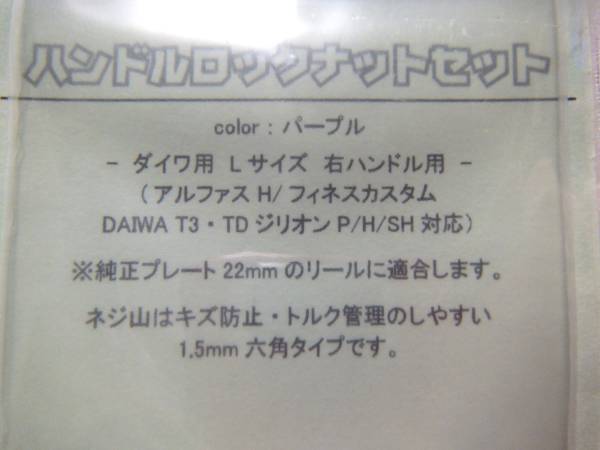 ハンドルロックナットセット
color : パープル
- ダイワ用 Lサイズ 右ハンドル用 -
（アルファス H/ フィネスカスタム
DAIWA T3・TD ジリオン P/H/SH 対応）
※純正プレート 22mm のリールに適合します。
ネジ山はキズ防止・トルク管理のしやすい
1.5mm 六角タイプです。